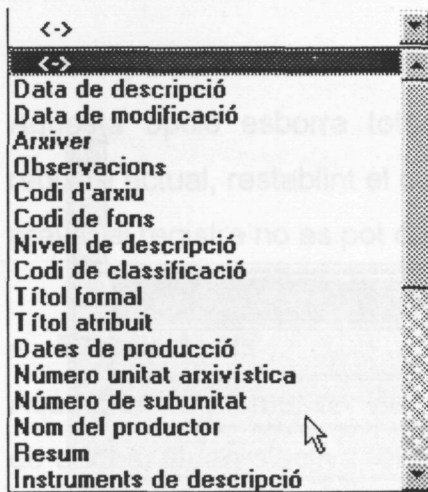 <->
<->
Data de descripció
Data de modificació
Arxiver
Observacions
Codi d'arxiu
Codi de fons
Nivell de descripció
Codi de classificació
Títol formal
Títol atribuit
Dates de producció
Número unitat arxivística
Número de subunitat
Nom del productor
Resum
Instruments de descripció